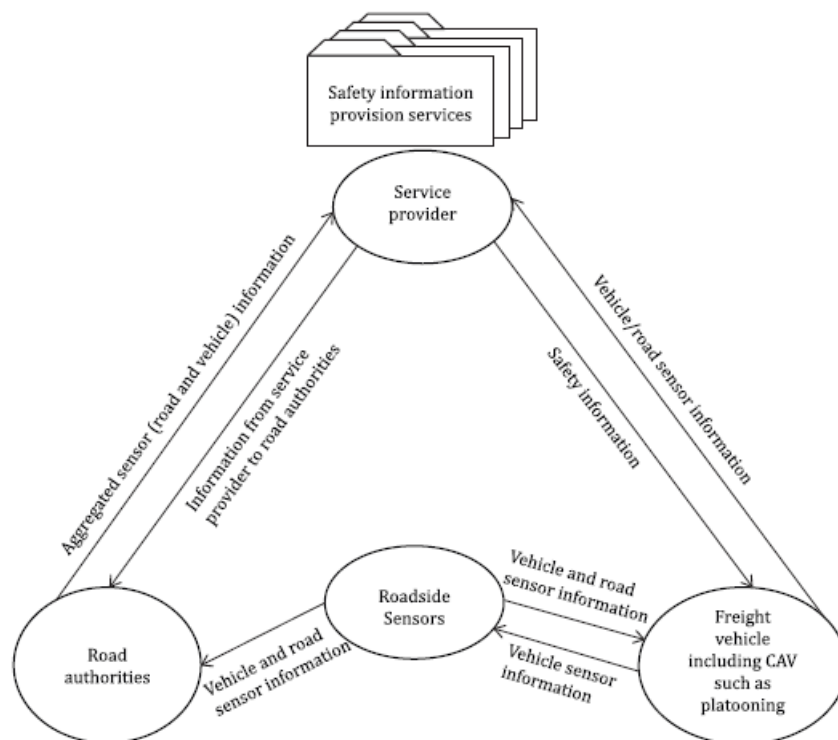 Safety information
provision services
Service
provider
Aggregated sensor (road and vehicle) information
Information from service
provider to road authorities
Safety information
Vehicle/road sensor information
Roadside
Sensors
Vehicle and road
sensor information
Vehicle sensor
information
Vehicle and road
sensor information
Road
authorities
Freight
vehicle
including CAV
such as
platooning